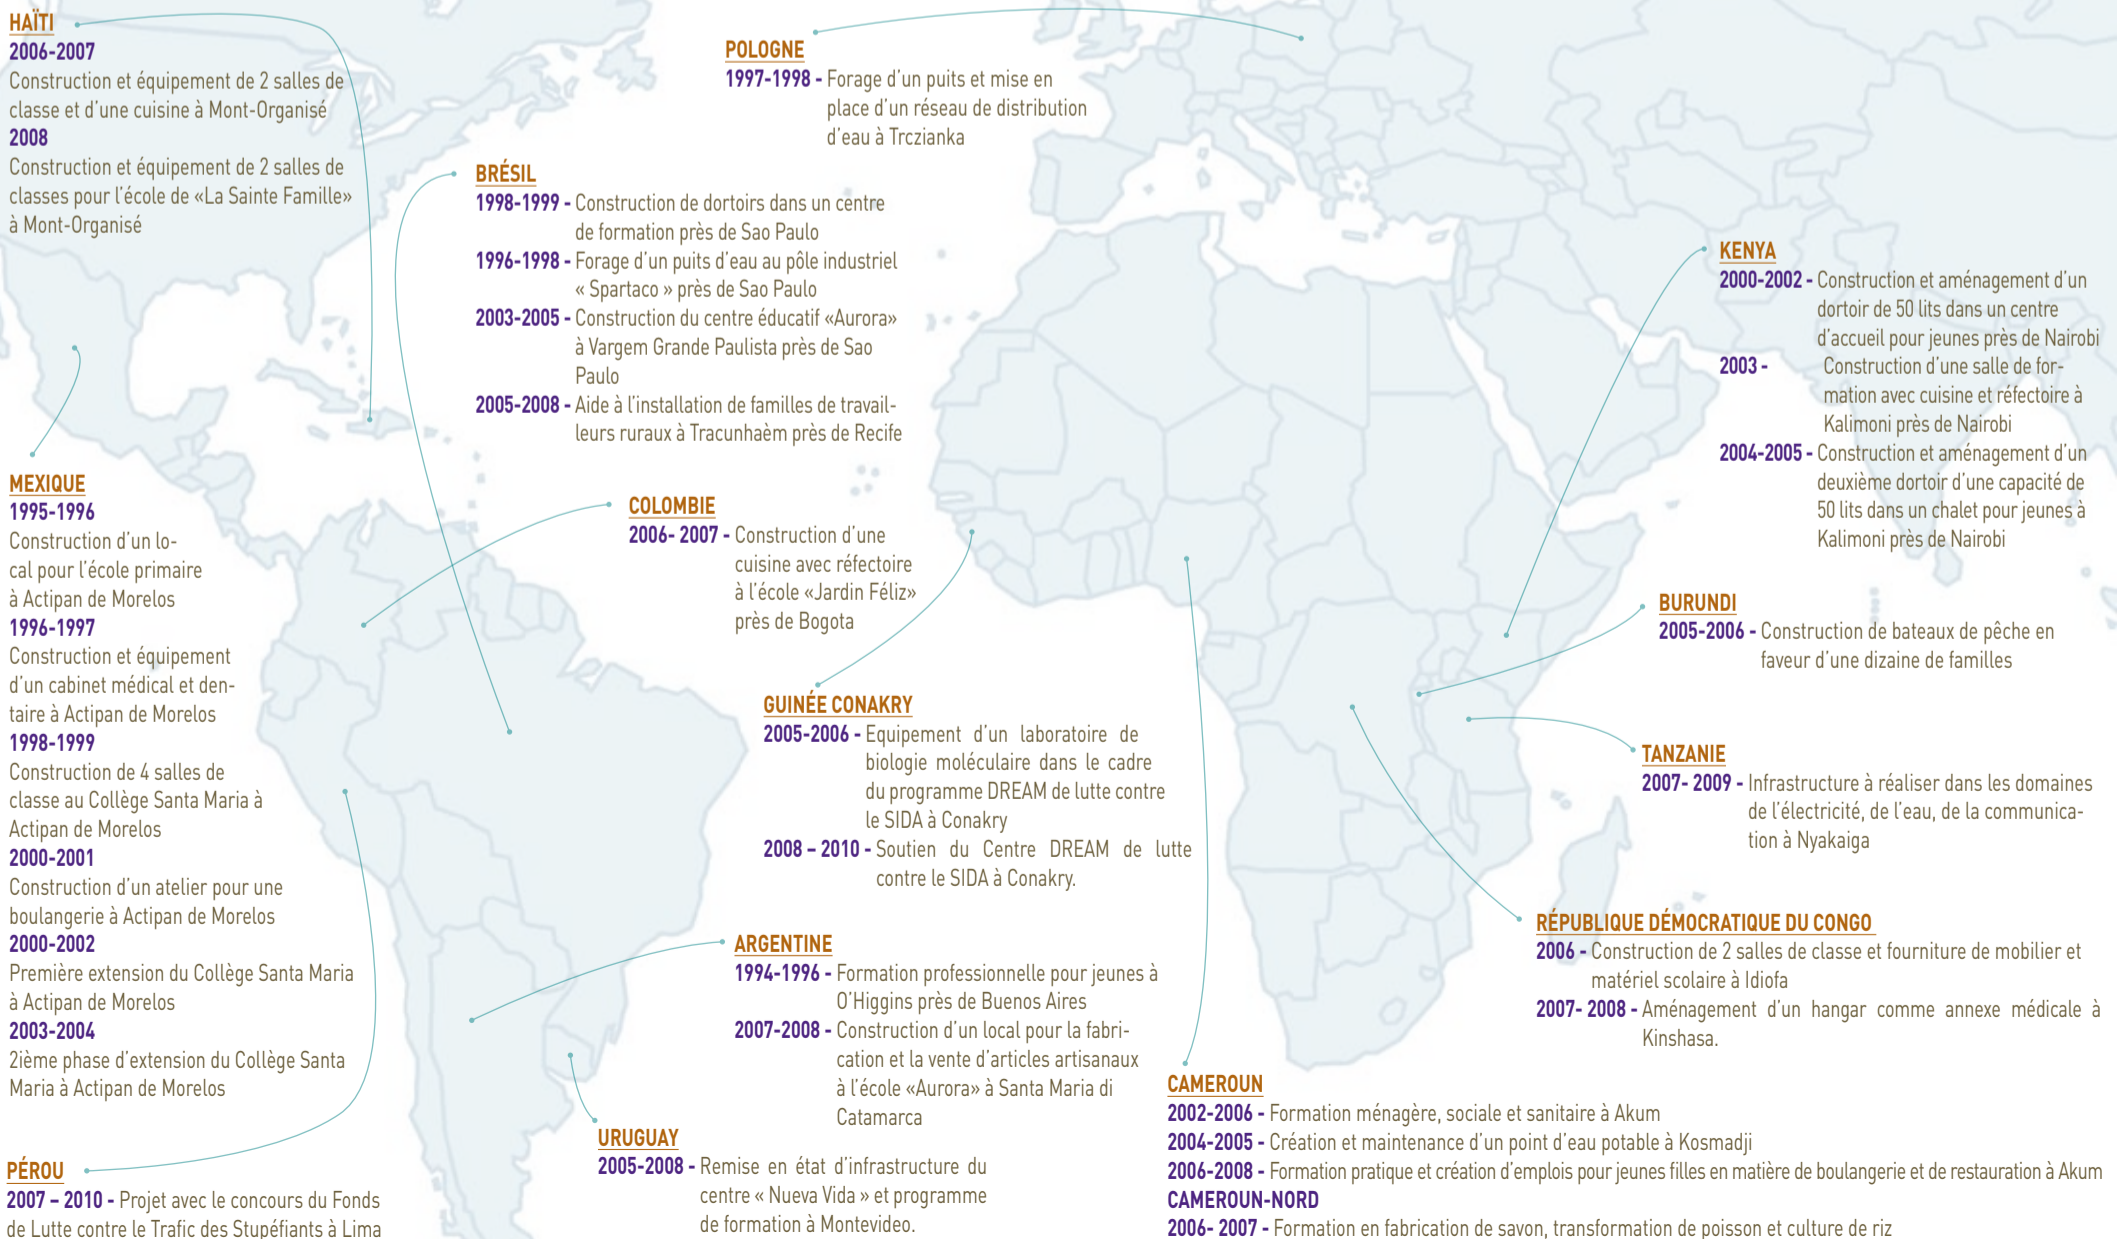 HAÏTI
2006-2007
Construction et équipement de 2 salles de
classe et d'une cuisine à Mont-Organisé
2008
Construction et équipement de 2 salles de
classes pour l'école de «La Sainte Famille»
à Mont-Organisé
MEXIQUE
1995-1996
Construction d'un lo-
cal pour l'école primaire
à Actipan de Morelos
1996-1997
Construction et équipement
d'un cabinet médical et den-
taire à Actipan de Morelos
1998-1999
Construction de 4 salles de
classe au Collège Santa Maria à
Actipan de Morelos
2000-2001
Construction d'un atelier pour une
boulangerie à Actipan de Morelos
2000-2002
Première extension du Collège Santa Maria
à Actipan de Morelos
2003-2004
2ième phase d'extension du Collège Santa
Maria à Actipan de Morelos
PÉROU
2007 – 2010 - Projet avec le concours du Fonds
de Lutte contre le Trafic des Stupéfiants à Lima
POLOGNE
1997-1998 - Forage d'un puits et mise en
place d'un réseau de distribution
d'eau à Trczianka
BRÉSIL
1998-1999 - Construction de dortoirs dans un centre
de formation près de Sao Paulo
1996-1998 - Forage d'un puits d'eau au pôle industriel
« Spartaco » près de Sao Paulo
2003-2005 - Construction du centre éducatif «Aurora»
à Vargem Grande Paulista près de Sao
Paulo
2005-2008 - Aide à l'installation de familles de travail-
leurs ruraux à Tracunhaèm près de Recife
COLOMBIE
2006- 2007 - Construction d'une
cuisine avec réfectoire
à l'école «Jardin Féliz»
près de Bogota
GUINÉE CONAKRY
2005-2006 - Equipement d'un laboratoire de
biologie moléculaire dans le cadre
du programme DREAM de lutte contre
le SIDA à Conakry
2008 – 2010 - Soutien du Centre DREAM de lutte
contre le SIDA à Conakry.
ARGENTINE
1994-1996 - Formation professionnelle pour jeunes à
O'Higgins près de Buenos Aires
2007-2008 - Construction d'un local pour la fabri-
cation et la vente d'articles artisanaux
à l'école «Aurora» à Santa Maria di
Catamarca
URUGUAY
2005-2008 - Remise en état d'infrastructure du
centre « Nueva Vida » et programme
de formation à Montevideo.
KENYA
2000-2002 - Construction et aménagement d'un
dortoir de 50 lits dans un centre
d'accueil pour jeunes près de Nairobi
2003 - Construction d'une salle de for-
mation avec cuisine et réfectoire à
Kalimoni près de Nairobi
2004-2005 - Construction et aménagement d'un
deuxième dortoir d'une capacité de
50 lits dans un chalet pour jeunes à
Kalimoni près de Nairobi
BURUNDI
2005-2006 - Construction de bateaux de pêche en
faveur d'une dizaine de familles
TANZANIE
2007- 2009 - Infrastructure à réaliser dans les domaines
de l'électricité, de l'eau, de la communica-
tion à Nyakaiga
RÉPUBLIQUE DÉMOCRATIQUE DU CONGO
2006 - Construction de 2 salles de classe et fourniture de mobilier et
matériel scolaire à Idiofa
2007- 2008 - Aménagement d'un hangar comme annexe médicale à
Kinshasa.
CAMEROUN
2002-2006 - Formation ménagère, sociale et sanitaire à Akum
2004-2005 - Création et maintenance d'un point d'eau potable à Kosmadji
2006-2008 - Formation pratique et création d'emplois pour jeunes filles en matière de boulangerie et de restauration à Akum
CAMEROUN-NORD
2006- 2007 - Formation en fabrication de savon, transformation de poisson et culture de riz